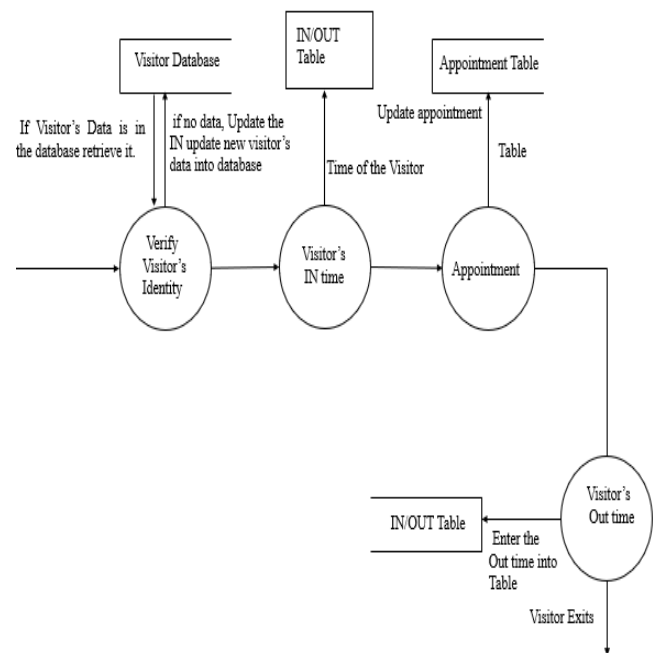 Visitor Database
IN/OUT
Table
Appointment Table
If Visitor's Data is in
the database retrieve it.
if no data, Update the
IN update new visitor's
data into database
Time of the Visitor
Update appointment
Table
Verify
Visitor's
Identity
Visitor's
IN time
Appointment
Visitor's
Out time
IN/OUT Table
Enter the
Out time into
Table
Visitor Exits